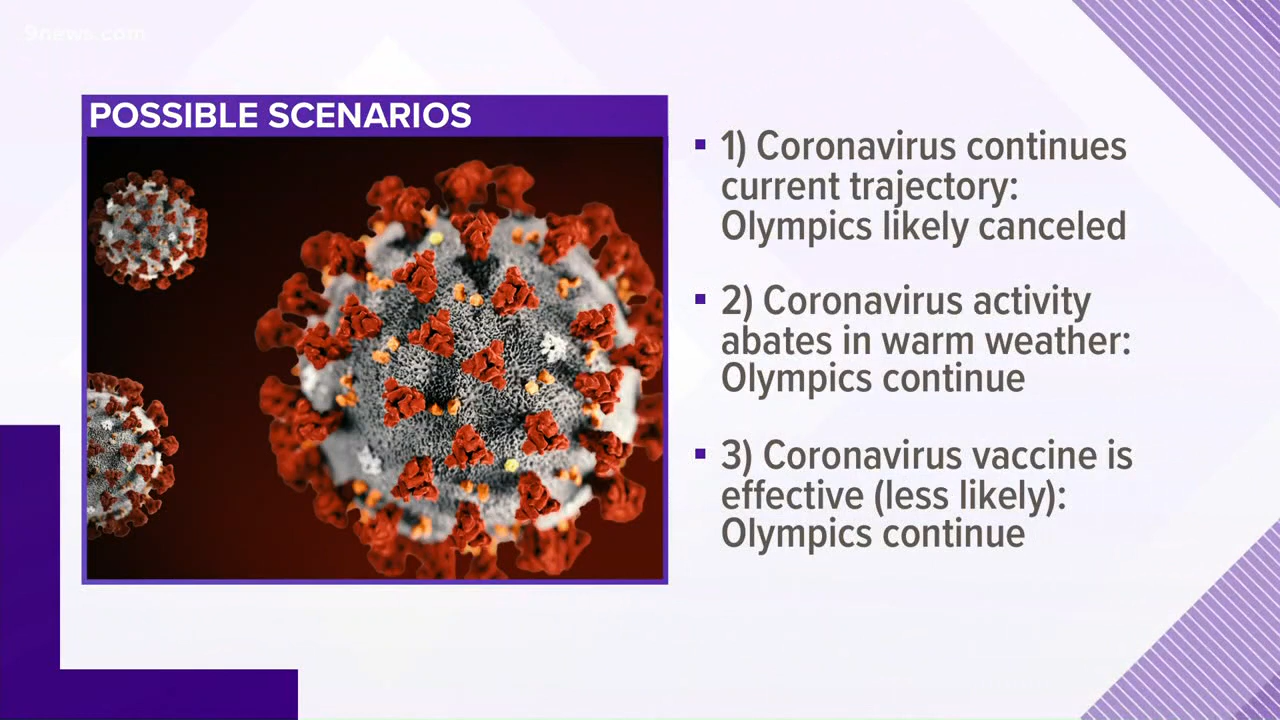 9news.com
POSSIBLE SCENARIOS
▪ 1) Coronavirus continues
current trajectory:
Olympics likely canceled
▪ 2) Coronavirus activity
abates in warm weather:
Olympics continue
▪ 3) Coronavirus vaccine is
effective (less likely):
Olympics continue